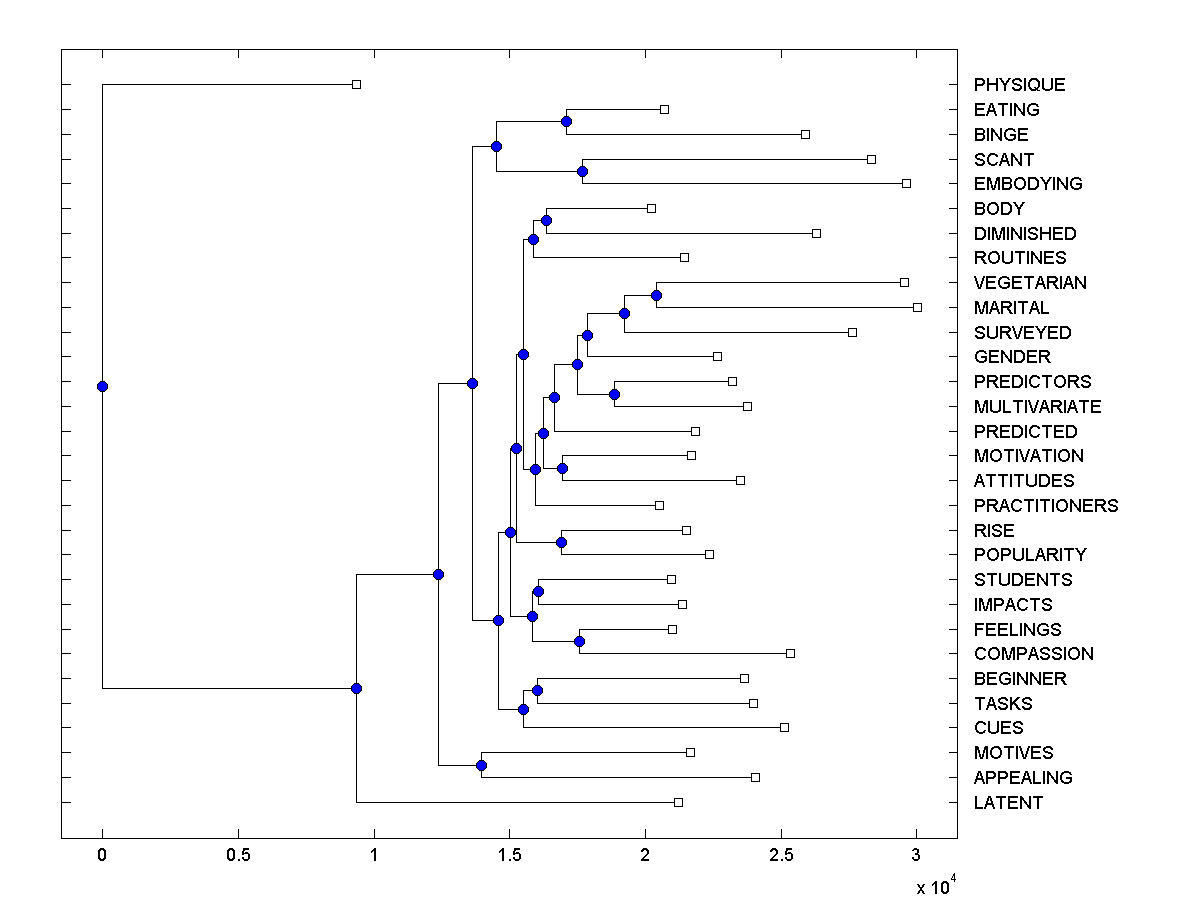 PHYSIQUE
EATING
BINGE
SCANT
EMBODYING
BODY
DIMINISHED
ROUTINES
VEGETARIAN
MARITAL
SURVEYED
GENDER
PREDICTORS
MULTIVARIATE
PREDICTED
MOTIVATION
ATTITUDES
PRACTITIONERS
RISE
POPULARITY
STUDENTS
IMPACTS
FEELINGS
COMPASSION
BEGINNER
TASKS
CUES
MOTIVES
APPEALING
LATENT
0 0.5 1 1.5 2 2.5 3
x 10^4